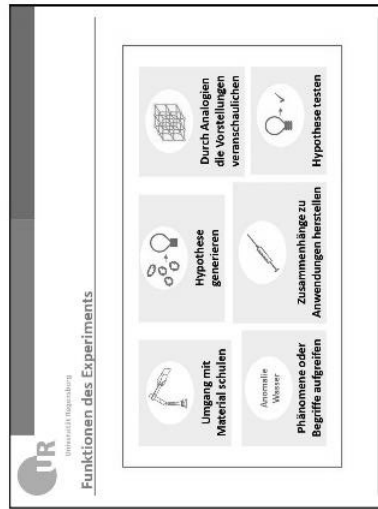 UR
Universität Regensburg
Funktionen des Experiments
Umgang mit
Material schulen
Hypothese
generieren
Durch Analogien
die Vorstellungen
veranschaulichen
Anomalie
Wasser
Phänomene oder
Begriffe aufgreifen
Zusammenhänge zu
Anwendungen herstellen
Hypothese testen